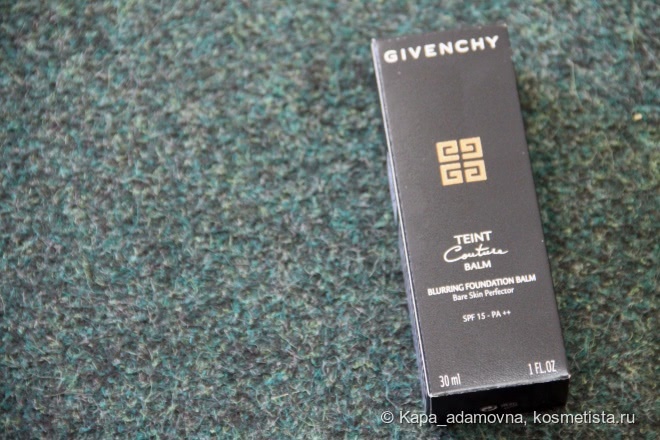 GIVENCHY
TEINT
Couture
BALM
BLURRING FOUNDATION BALM
Bare Skin Perfector
SPF 15 - PA ++
30 ml 1 FL.OZ
© Kapa_adamovna, kosmetista.ru